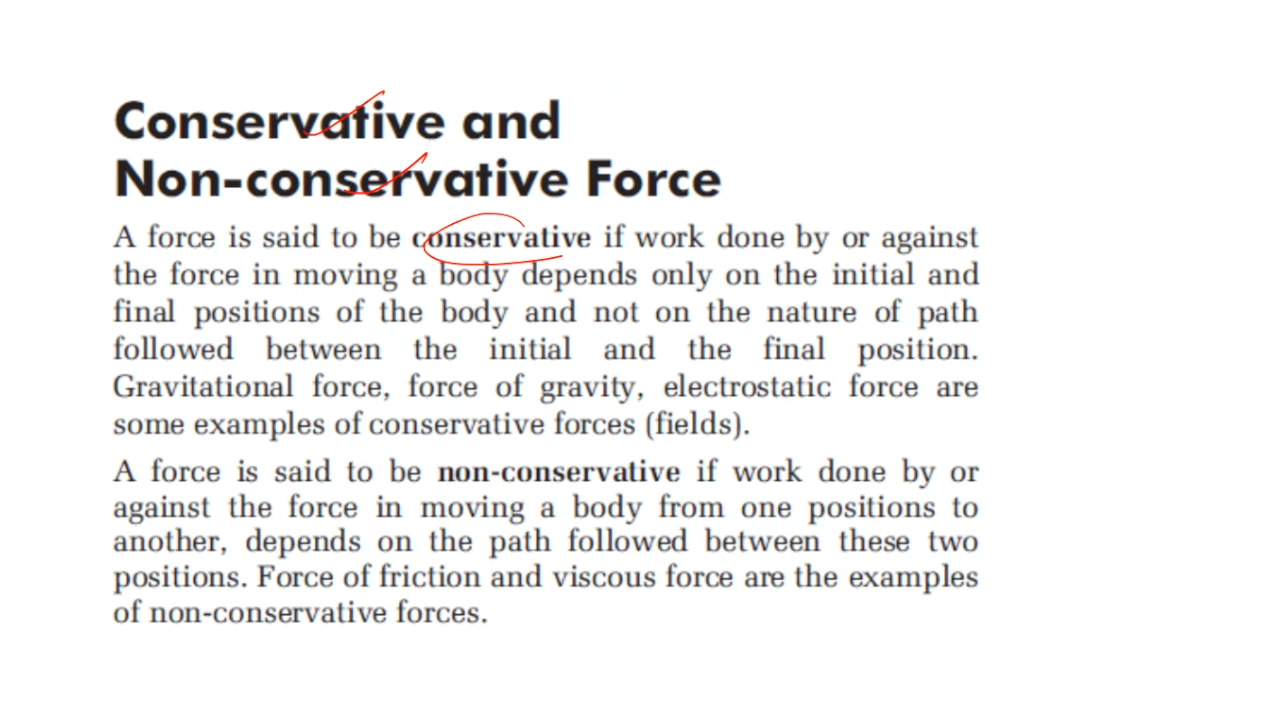 Conservative and
Non-conservative Force
A force is said to be conservative if work done by or against
the force in moving a body depends only on the initial and
final positions of the body and not on the nature of path
followed between the initial and the final position.
Gravitational force, force of gravity, electrostatic force are
some examples of conservative forces (fields).
A force is said to be non-conservative if work done by or
against the force in moving a body from one positions to
another, depends on the path followed between these two
positions. Force of friction and viscous force are the examples
of non-conservative forces.